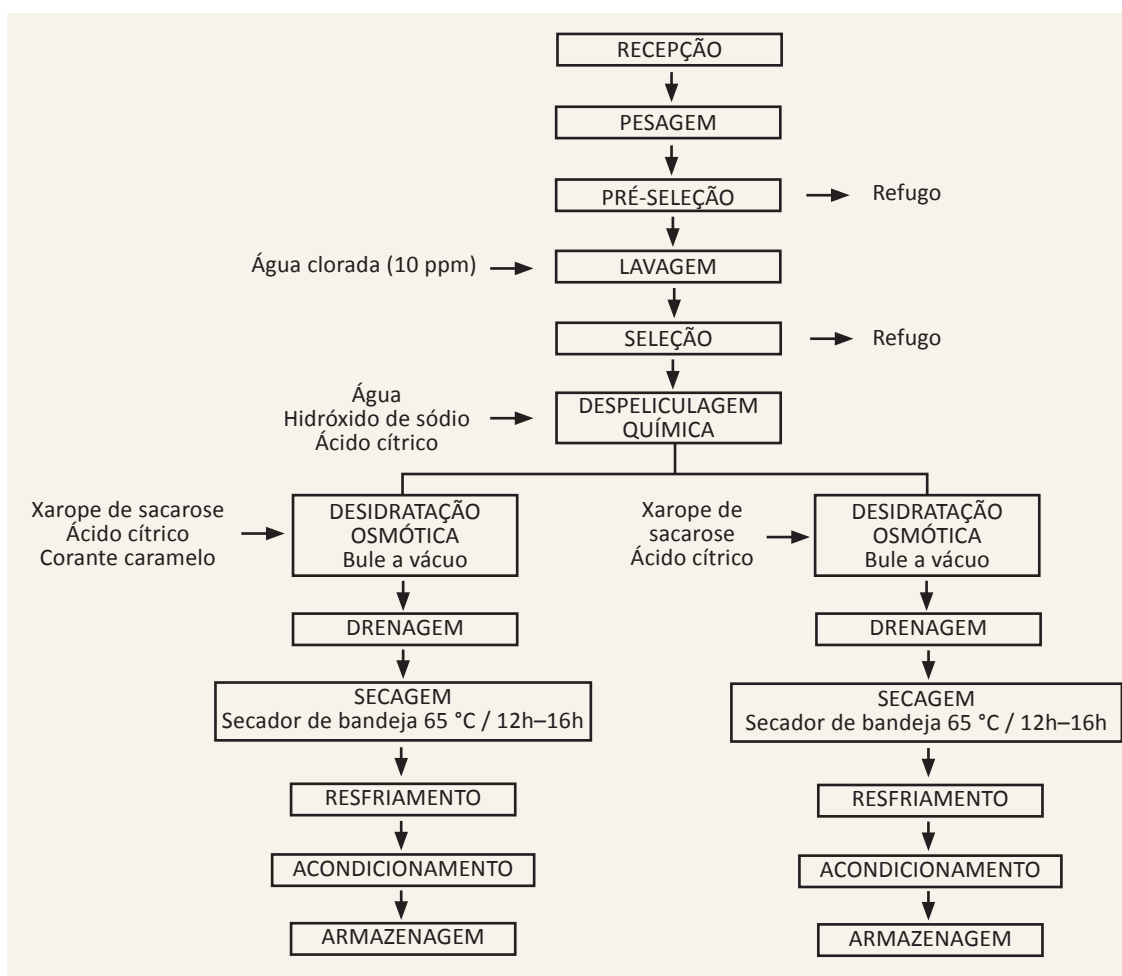 RECEPÇÃO
PESAGEM
PRÉ-SELEÇÃO
Refugo
Água clorada (10 ppm)
LAVAGEM
SELEÇÃO
Refugo
Água
Hidróxido de sódio
Ácido cítrico
DESPELICULAGEM
QUÍMICA
Xarope de sacarose
Ácido cítrico
Corante caramelo
DESIDRATAÇÃO
OSMÓTICA
Bule a vácuo
DRENAGEM
SECAGEM
Secador de bandeja 65 °C / 12h–16h
RESFRIAMENTO
ACONDICIONAMENTO
ARMAZENAGEM
Xarope de
sacarose
Ácido cítrico
DESIDRATAÇÃO
OSMÓTICA
Bule a vácuo
DRENAGEM
SECAGEM
Secador de bandeja 65 °C / 12h–16h
RESFRIAMENTO
ACONDICIONAMENTO
ARMAZENAGEM